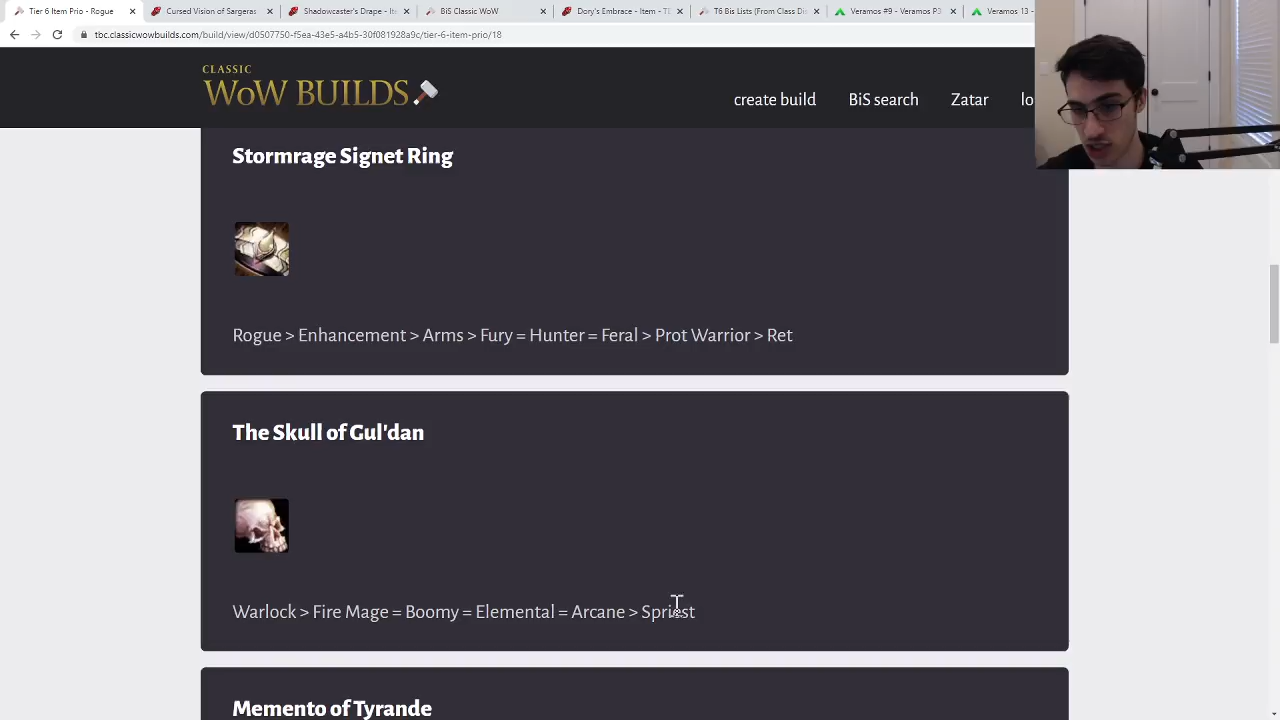 Tier 6 Item Prio - Rogue
Cursed Vision of Sargeras
Shadowcaster's Drape - Ite
BiS Classic WoW
Dory's Embrace - Item - T
T6 Bis Lists [From Class Dis
Veramos #9 - Veramos P3
Veramos 13 -
tbc.classicwowbuilds.com/build/view/d0507750-f5ea-43e5-a4b5-30f081928a9c/tier-6-item-prio/18
CLASSIC
WoW BUILDS
create build
BiS search
Zatar
lo
Stormrage Signet Ring
Rogue > Enhancement > Arms > Fury = Hunter = Feral > Prot Warrior > Ret
The Skull of Gul'dan
Warlock > Fire Mage = Boomy = Elemental = Arcane > Spriest
Memento of Tyrande